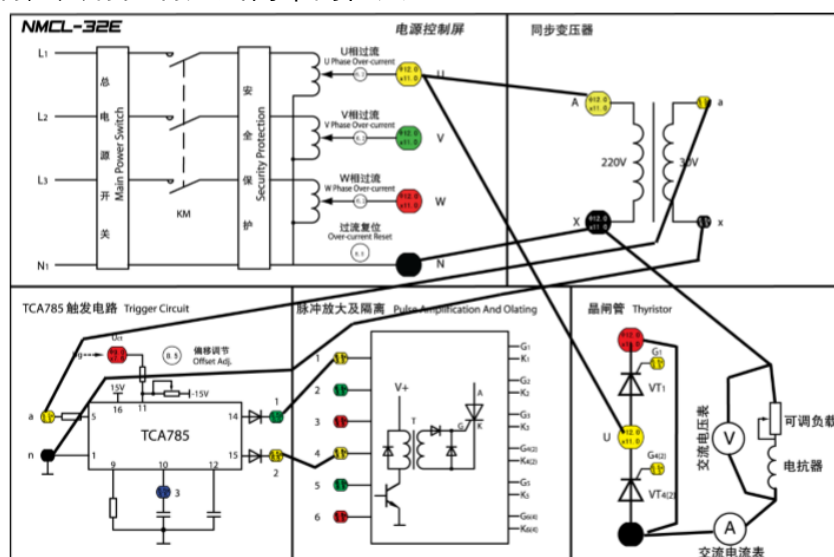 NMCL-32E
电源控制屏
同步变压器
L1
L2
L3
N1
总电源开关
Main Power Switch
KM
安全保护
Security Protection
U相过流
U Phase Over-current
U
V相过流
V Phase Over-current
V
W相过流
W Phase Over-current
W
过流复位
Over-current Reset
N
A
220V
X
a
30V
x
TCA785 触发电路 Trigger Circuit
Uct
偏移调节
Offset Adj.
15V
-15V
16
11
a
5
TCA785
14
1
n
1
15
2
9
10
12
3
脉冲放大及隔离 Pulse Amplification And Olating
1
2
3
4
5
6
V+
T
A
G
K
G1
K1
G2
K2
G3
K3
G4(2)
K4(2)
G5
K5
G6(4)
K6(4)
晶闸管 Thyristor
G1
VT1
U
G4(2)
VT4(2)
交流电压表
V
可调负载
电抗器
A
交流电流表